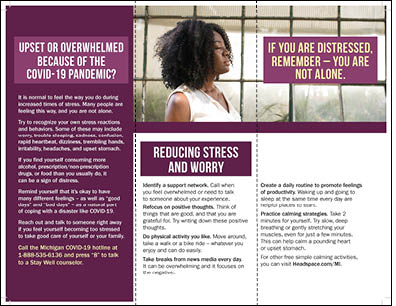 UPSET OR OVERWHELMED
BECAUSE OF THE
COVID-19 PANDEMIC?
It is normal to feel the way you do during
increased times of stress. Many people are
feeling this way, and you are not alone.
Try to recognize your own stress reactions
and behaviors. Some of these may include
worry, trouble sleeping, sadness, confusion,
rapid heartbeat, dizziness, trembling hands,
irritability, headaches, and upset stomach.
If you find yourself consuming more
alcohol, prescription/non-prescription
drugs, or food than you usually do, it
can be a sign of distress.
Remind yourself that it's okay to have
many different feelings – as well as "good
days" and "bad days" – as a natural part
of coping with a disaster like COVID-19.
Reach out and talk to someone right away
if you feel yourself becoming too stressed
to take good care of yourself or your family.
Call the Michigan COVID-19 hotline at
1-888-535-6136 and press "8" to talk
to a Stay Well counselor.
REDUCING STRESS
AND WORRY
Identify a support network. Call when
you feel overwhelmed or need to talk
to someone about your experience.
Refocus on positive thoughts. Think of
things that are good, and that you are
grateful for. Try writing down these positive
thoughts.
Do physical activity you like. Move around,
take a walk or a bike ride – whatever you
enjoy and can do easily.
Take breaks from news media every day.
It can be overwhelming and it focuses on
the negative.
IF YOU ARE DISTRESSED,
REMEMBER – YOU ARE
NOT ALONE.
Create a daily routine to promote feelings
of productivity. Waking up and going to
sleep at the same time every day are
helpful places to start.
Practice calming strategies. Take 2
minutes for yourself. Try slow, deep
breathing or gently stretching your
muscles, even for just a few minutes.
This can help calm a pounding heart
or upset stomach.
For other free simple calming activities,
you can visit Headspace.com/MI.